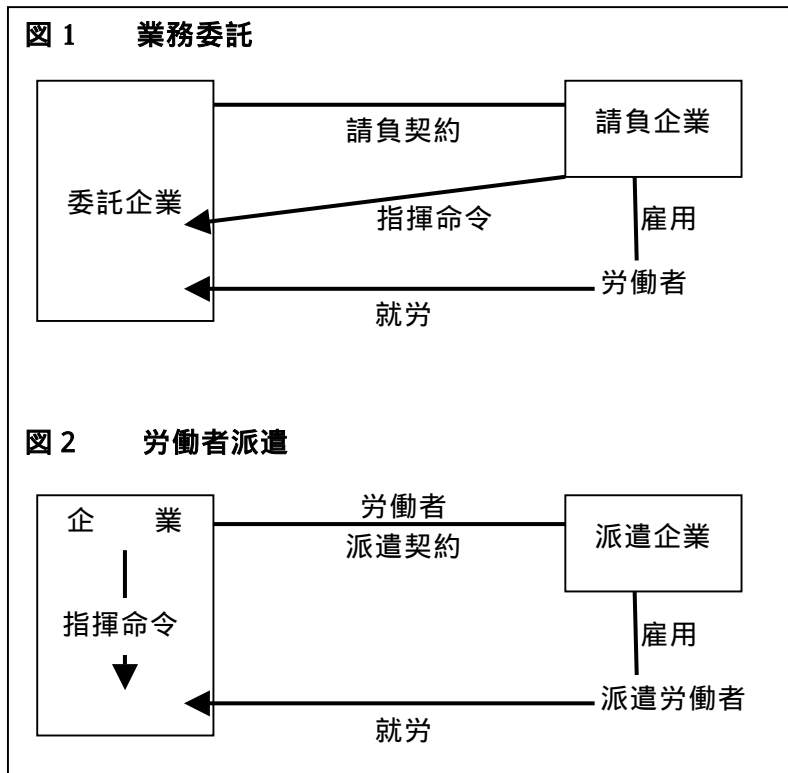 図1 業務委託
請負契約
請負企業
委託企業
指揮命令
雇用
労働者
就労
図2 労働者派遣
企 業
労働者
派遣契約
派遣企業
指揮命令
雇用
派遣労働者
就労